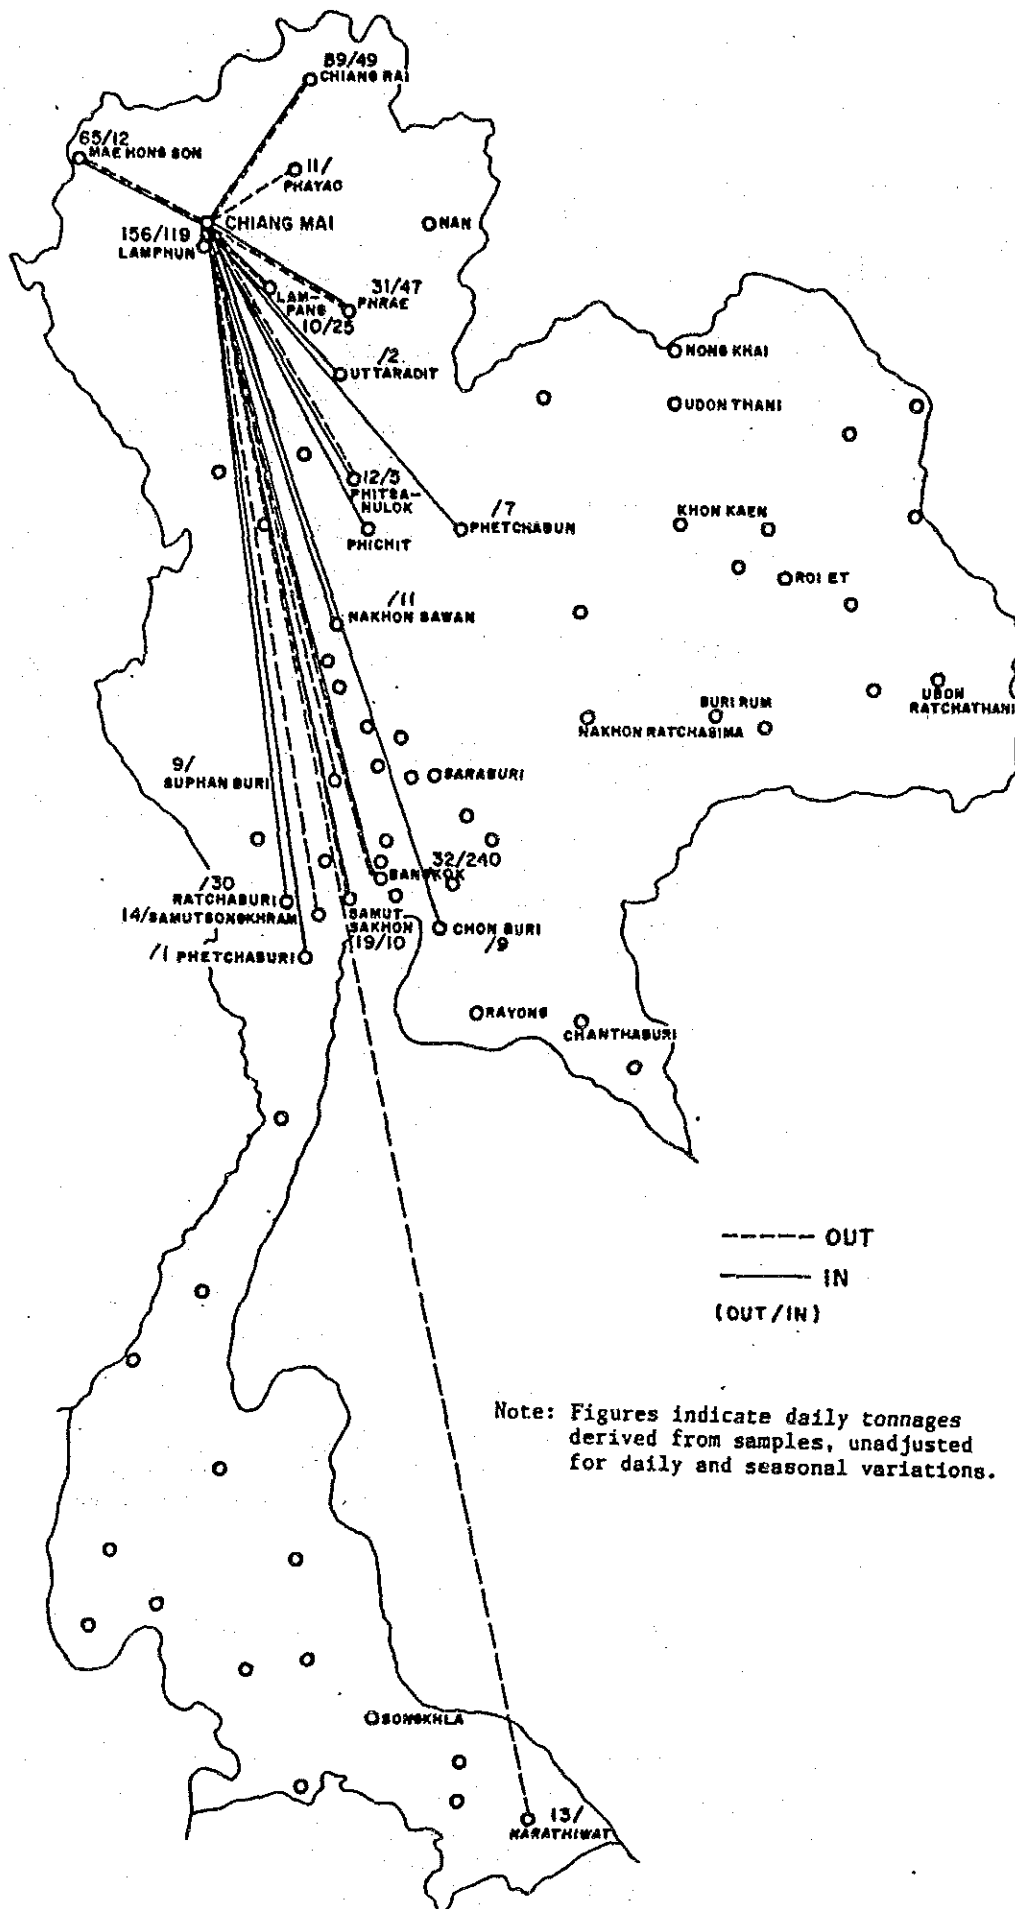 89/49
CHIANG RAI
65/12
MAE HONG SON
11/
PHAYAO
CHIANG MAI
NAN
156/119
LAMPHUN
LAM-
PANG
10/25
31/47
PHRAE
/2
UTTARADIT
NONG KHAI
UDON THANI
12/5
PHITSA-
NULOK
/7
PHETCHABUN
PHICHIT
KHON KAEN
ROI ET
/11
NAKHON SAWAN
UBON
RATCHATHANI
BURI RUM
NAKHON RATCHASIMA
9/
SUPHAN BURI
SARABURI
32/240
BANGKOK
/30
RATCHABURI
14/SAMUTSONGKHRAM
SAMUT
SAKHON
19/10
CHON BURI
/9
/1 PHETCHABURI
RAYONG
CHANTHABURI
OUT
IN
(OUT/IN)
Note: Figures indicate daily tonnages
derived from samples, unadjusted
for daily and seasonal variations.
SONGKHLA
13/
NARATHIWAT